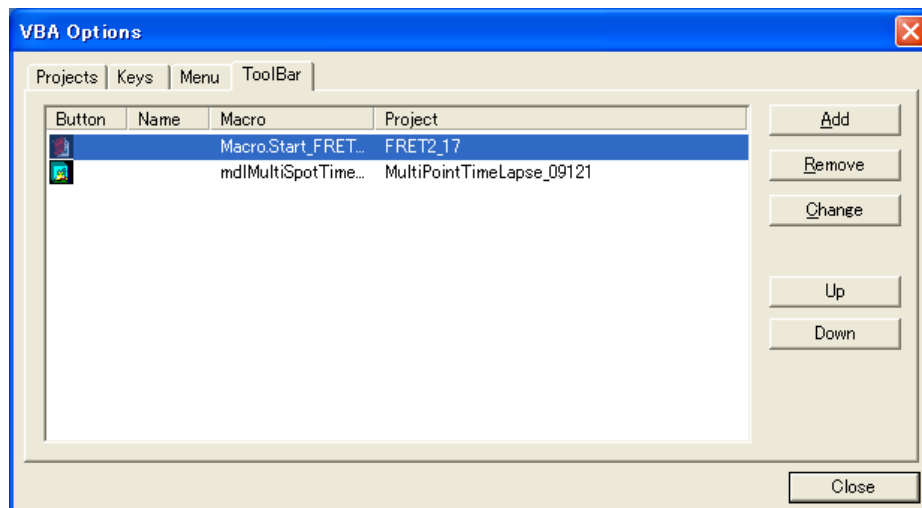 VBA Options
Projects Keys Menu ToolBar
Button Name Macro Project
Macro.Start_FRET... FRET2_17
mdlMultiSpotTime... MultiPointTimeLapse_09121
Add
Remove
Change
Up
Down
Close